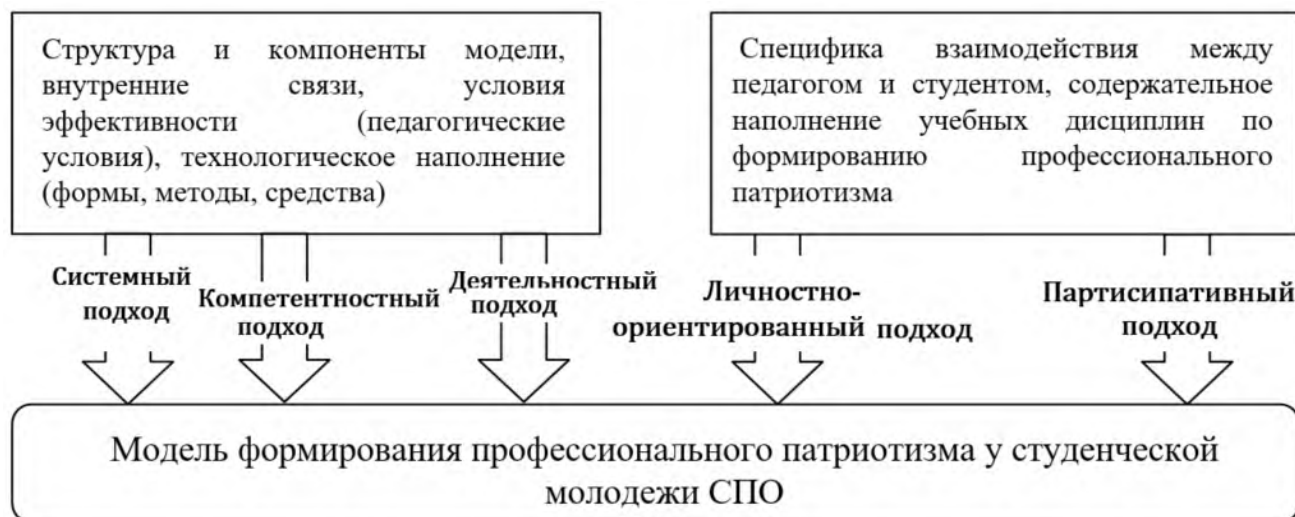 Структура и компоненты модели,
внутренние связи, условия
эффективности (педагогические
условия), технологическое наполнение
(формы, методы, средства)
Специфика взаимодействия между
педагогом и студентом, содержательное
наполнение учебных дисциплин по
формированию профессионального
патриотизма
Системный
подход
Компетентностный
подход
Деятельностный
подход
Личностно-
ориентированный подход
Партисипативный
подход
Модель формирования профессионального патриотизма у студенческой
молодежи СПО